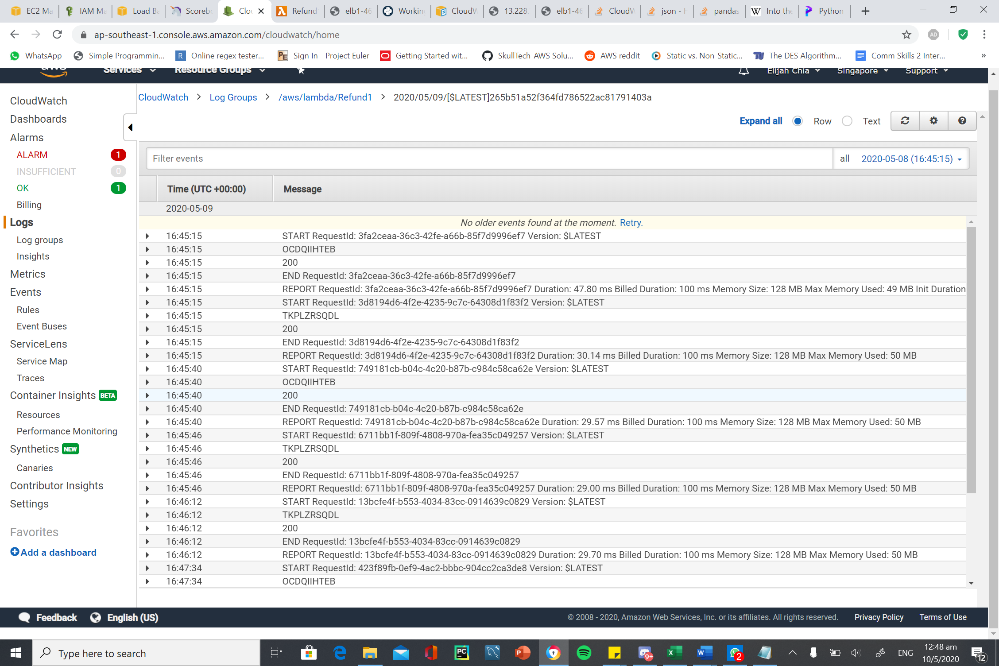 EC2 Ma
IAM Ma
Load Ba
Scoreb
Clou
Refund
elb1-46
Working
CloudW
13.228.
elb1-46
CloudW
json - H
pandas
Into the
Python
ap-southeast-1.console.aws.amazon.com/cloudwatch/home
AD
WhatsApp
Simple Programmin...
R Online regex tester...
PE Sign In - Project Euler
Getting Started wit...
SkullTech-AWS Solu...
AWS reddit
Static vs. Non-Static...
The DES Algorithm...
Comm Skills 2 Inter...
»
aws Services Resource Groups Elijah Chia Singapore Support
CloudWatch
Dashboards
Alarms
ALARM 1
INSUFFICIENT 0
OK 1
Billing
Logs
Log groups
Insights
Metrics
Events
Rules
Event Buses
ServiceLens
Service Map
Traces
Container Insights BETA
Resources
Performance Monitoring
Synthetics NEW
Canaries
Contributor Insights
Settings
Favorites
Add a dashboard
CloudWatch > Log Groups > /aws/lambda/Refund1 > 2020/05/09/[$LATEST]265b51a52f364fd786522ac81791403a
Expand all Row Text
Filter events all 2020-05-08 (16:45:15)
Time (UTC +00:00) Message
2020-05-09
No older events found at the moment. Retry.
16:45:15 START RequestId: 3fa2ceaa-36c3-42fe-a66b-85f7d9996ef7 Version: $LATEST
16:45:15 OCDQIIHTEB
16:45:15 200
16:45:15 END RequestId: 3fa2ceaa-36c3-42fe-a66b-85f7d9996ef7
16:45:15 REPORT RequestId: 3fa2ceaa-36c3-42fe-a66b-85f7d9996ef7 Duration: 47.80 ms Billed Duration: 100 ms Memory Size: 128 MB Max Memory Used: 49 MB Init Duration
16:45:15 START RequestId: 3d8194d6-4f2e-4235-9c7c-64308d1f83f2 Version: $LATEST
16:45:15 TKPLZRSQDL
16:45:15 200
16:45:15 END RequestId: 3d8194d6-4f2e-4235-9c7c-64308d1f83f2
16:45:15 REPORT RequestId: 3d8194d6-4f2e-4235-9c7c-64308d1f83f2 Duration: 30.14 ms Billed Duration: 100 ms Memory Size: 128 MB Max Memory Used: 50 MB
16:45:40 START RequestId: 749181cb-b04c-4c20-b87b-c984c58ca62e Version: $LATEST
16:45:40 OCDQIIHTEB
16:45:40 200
16:45:40 END RequestId: 749181cb-b04c-4c20-b87b-c984c58ca62e
16:45:40 REPORT RequestId: 749181cb-b04c-4c20-b87b-c984c58ca62e Duration: 29.57 ms Billed Duration: 100 ms Memory Size: 128 MB Max Memory Used: 50 MB
16:45:46 START RequestId: 6711bb1f-809f-4808-970a-fea35c049257 Version: $LATEST
16:45:46 TKPLZRSQDL
16:45:46 200
16:45:46 END RequestId: 6711bb1f-809f-4808-970a-fea35c049257
16:45:46 REPORT RequestId: 6711bb1f-809f-4808-970a-fea35c049257 Duration: 29.00 ms Billed Duration: 100 ms Memory Size: 128 MB Max Memory Used: 50 MB
16:46:12 START RequestId: 13bcfe4f-b553-4034-83cc-0914639c0829 Version: $LATEST
16:46:12 TKPLZRSQDL
16:46:12 200
16:46:12 END RequestId: 13bcfe4f-b553-4034-83cc-0914639c0829
16:46:12 REPORT RequestId: 13bcfe4f-b553-4034-83cc-0914639c0829 Duration: 29.70 ms Billed Duration: 100 ms Memory Size: 128 MB Max Memory Used: 50 MB
16:47:34 START RequestId: 423f89fb-0ef9-4ac2-bbbc-904cc2ca3de8 Version: $LATEST
16:47:34 OCDQIIHTEB
Feedback English (US) © 2008 - 2020, Amazon Web Services, Inc. or its affiliates. All rights reserved. Privacy Policy Terms of Use
Type here to search
PC
9+
2
ENG
12:48 am
10/5/2020
12